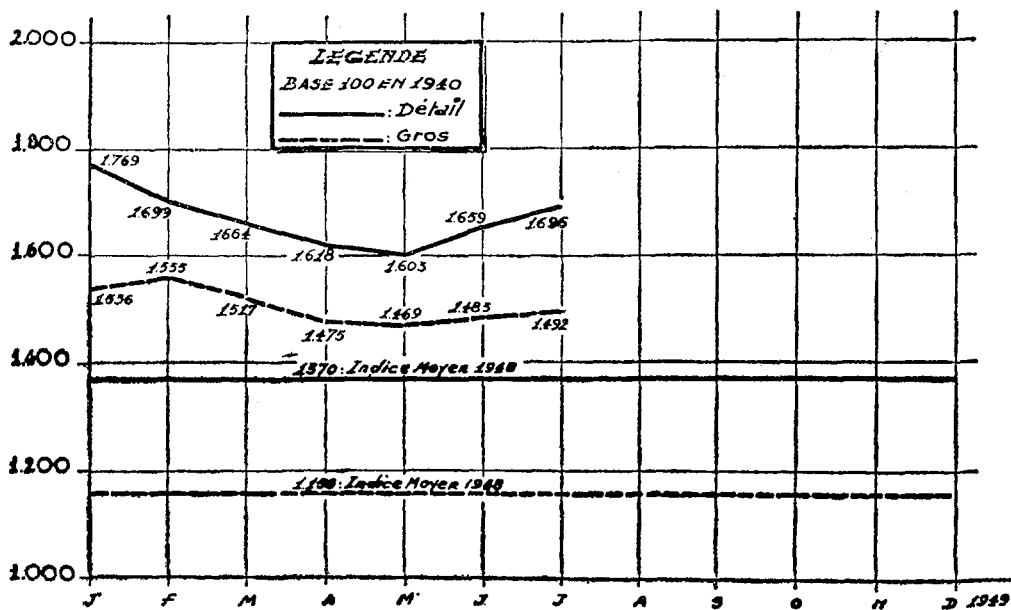 2.000
LEGENDE
BASE 100 EN 1940
: Détail
: Gros
1.800
1.769
1.699
1.664
1.618
1.603
1.659
1.696
1.600
1.536
1.555
1.517
1.475
1.469
1.485
1.492
1.400
1370: Indice Moyen 1948
1.200
Indice Moyen 1948
1.000
J F M A M J J A S O N D 1949